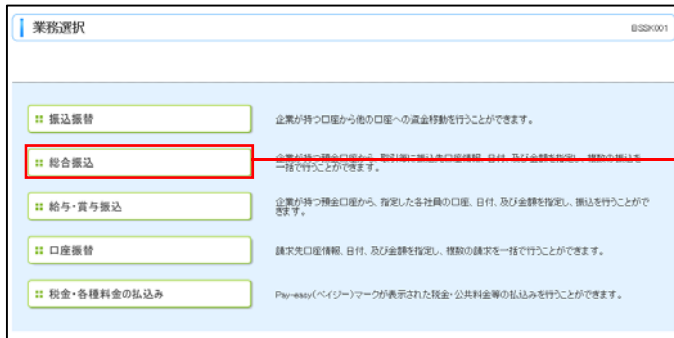 業務選択
BSSK001
振込振替
企業が持つ口座から他の口座への資金移動を行うことができます。
総合振込
企業が持つ預金口座から、取引毎に振込先口座情報、日付、及び金額を指定し、複数の振込を
一括で行うことができます。
給与・賞与振込
企業が持つ預金口座から、指定した各社員の口座、日付、及び金額を指定し、振込を行うことがで
きます。
口座振替
請求先口座情報、日付、及び金額を指定し、複数の請求を一括で行うことができます。
税金・各種料金の払込み
Pay-easy(ペイジー)マークが表示された税金・公共料金等の払込みを行うことができます。